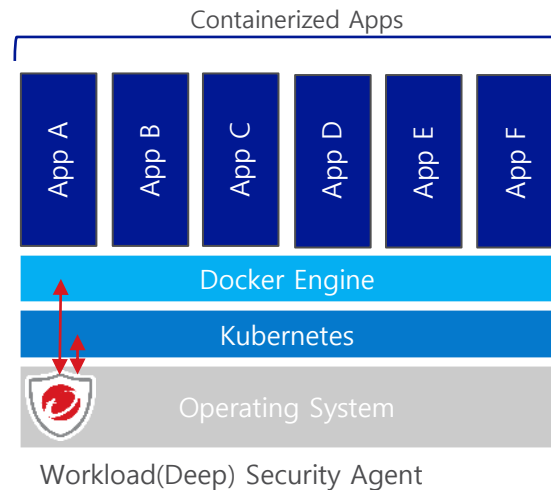 Containerized Apps
App A
App B
App C
App D
App E
App F
Docker Engine
Kubernetes
Operating System
Workload(Deep) Security Agent